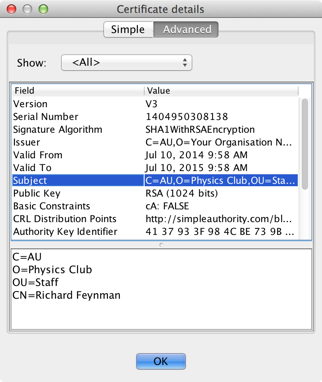 Certificate details
Simple Advanced
Show: <All>
Field Value
Version V3
Serial Number 1404950308138
Signature Algorithm SHA1WithRSAEncryption
Issuer C=AU,O=Your Organisation N...
Valid From Jul 10, 2014 9:58 AM
Valid To Jul 10, 2015 9:58 AM
Subject C=AU,O=Physics Club,OU=Sta...
Public Key RSA (1024 bits)
Basic Constraints cA: FALSE
CRL Distribution Points http://simpleauthority.com/bl...
Authority Key Identifier 41 37 93 3F 98 4C BE 73 9B ...
C=AU
O=Physics Club
OU=Staff
CN=Richard Feynman
OK